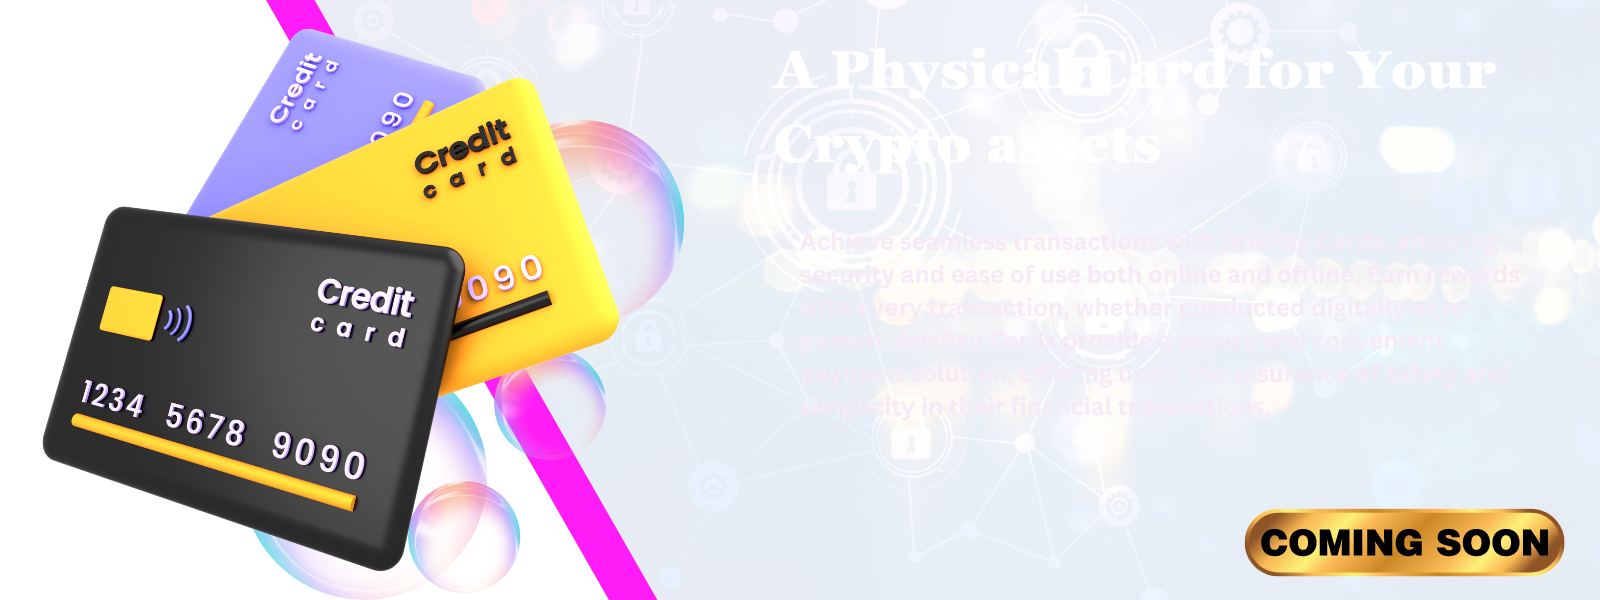 Credit
card
090
Credit
card
090
Credit
card
1234 5678 9090
A Physical Card for Your
Crypto assets
Achieve seamless transactions with ArisPay Cards, ensuring
security and ease of use both online and offline. Earn rewards
with every transaction, whether conducted digitally or in
person. ArisPay Cards provide a secure and convenient
payment solution, offering users the assurance of safety and
simplicity in their financial transactions.
COMING SOON